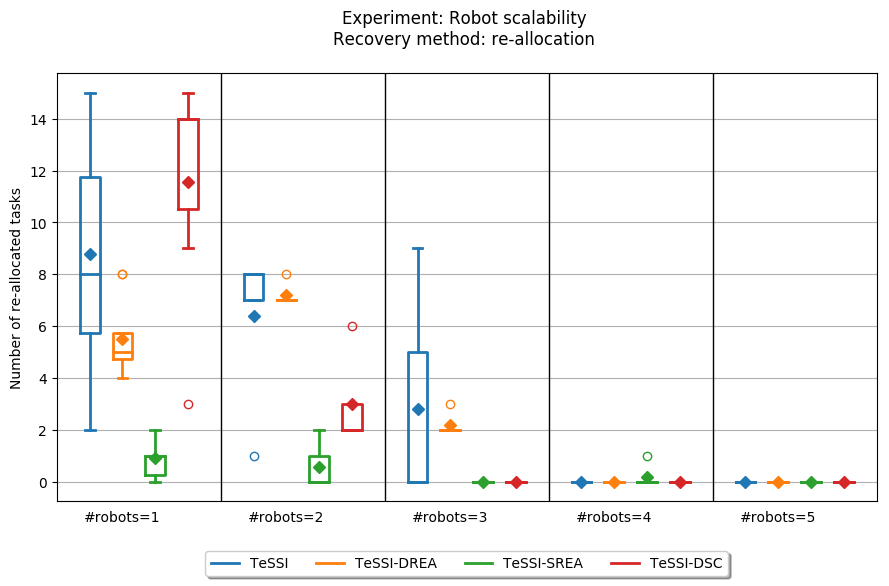 Experiment: Robot scalability
Recovery method: re-allocation
Number of re-allocated tasks
14
12
10
8
6
4
2
0
#robots=1 #robots=2 #robots=3 #robots=4 #robots=5
TeSSI TeSSI-DREA TeSSI-SREA TeSSI-DSC